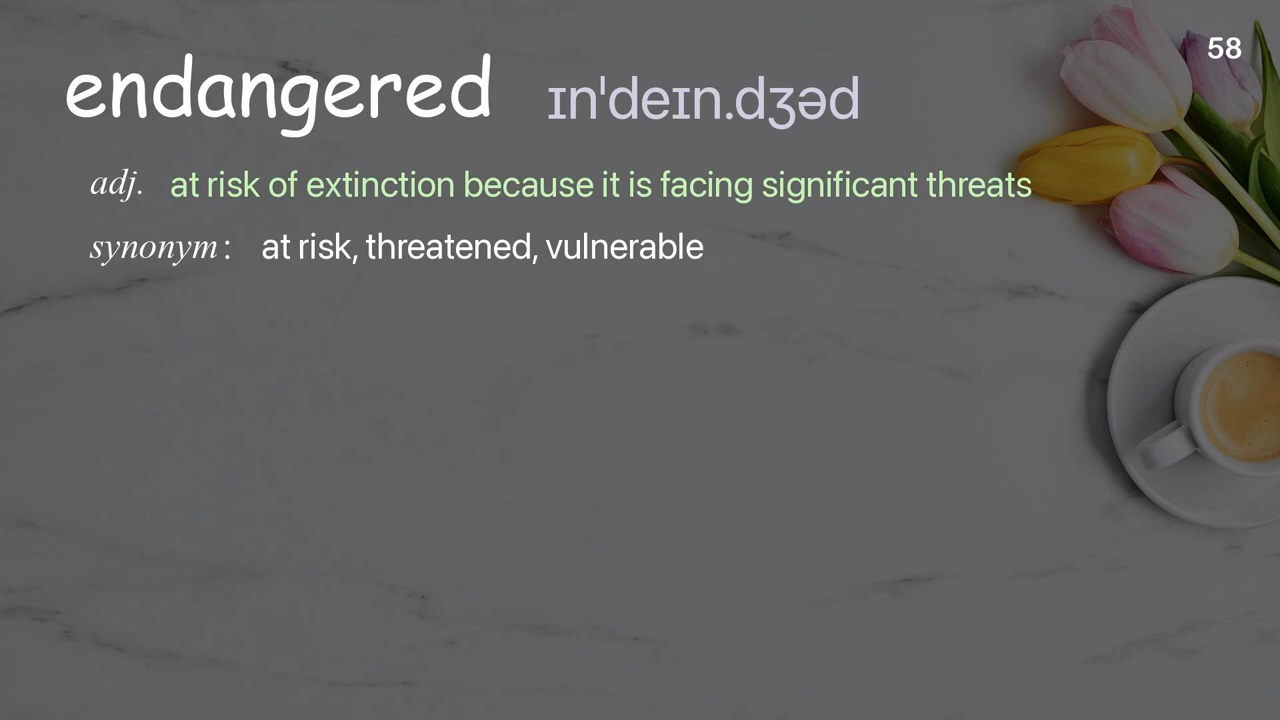 58
endangered ɪnˈdeɪn.dʒəd
adj. at risk of extinction because it is facing significant threats
synonym: at risk, threatened, vulnerable